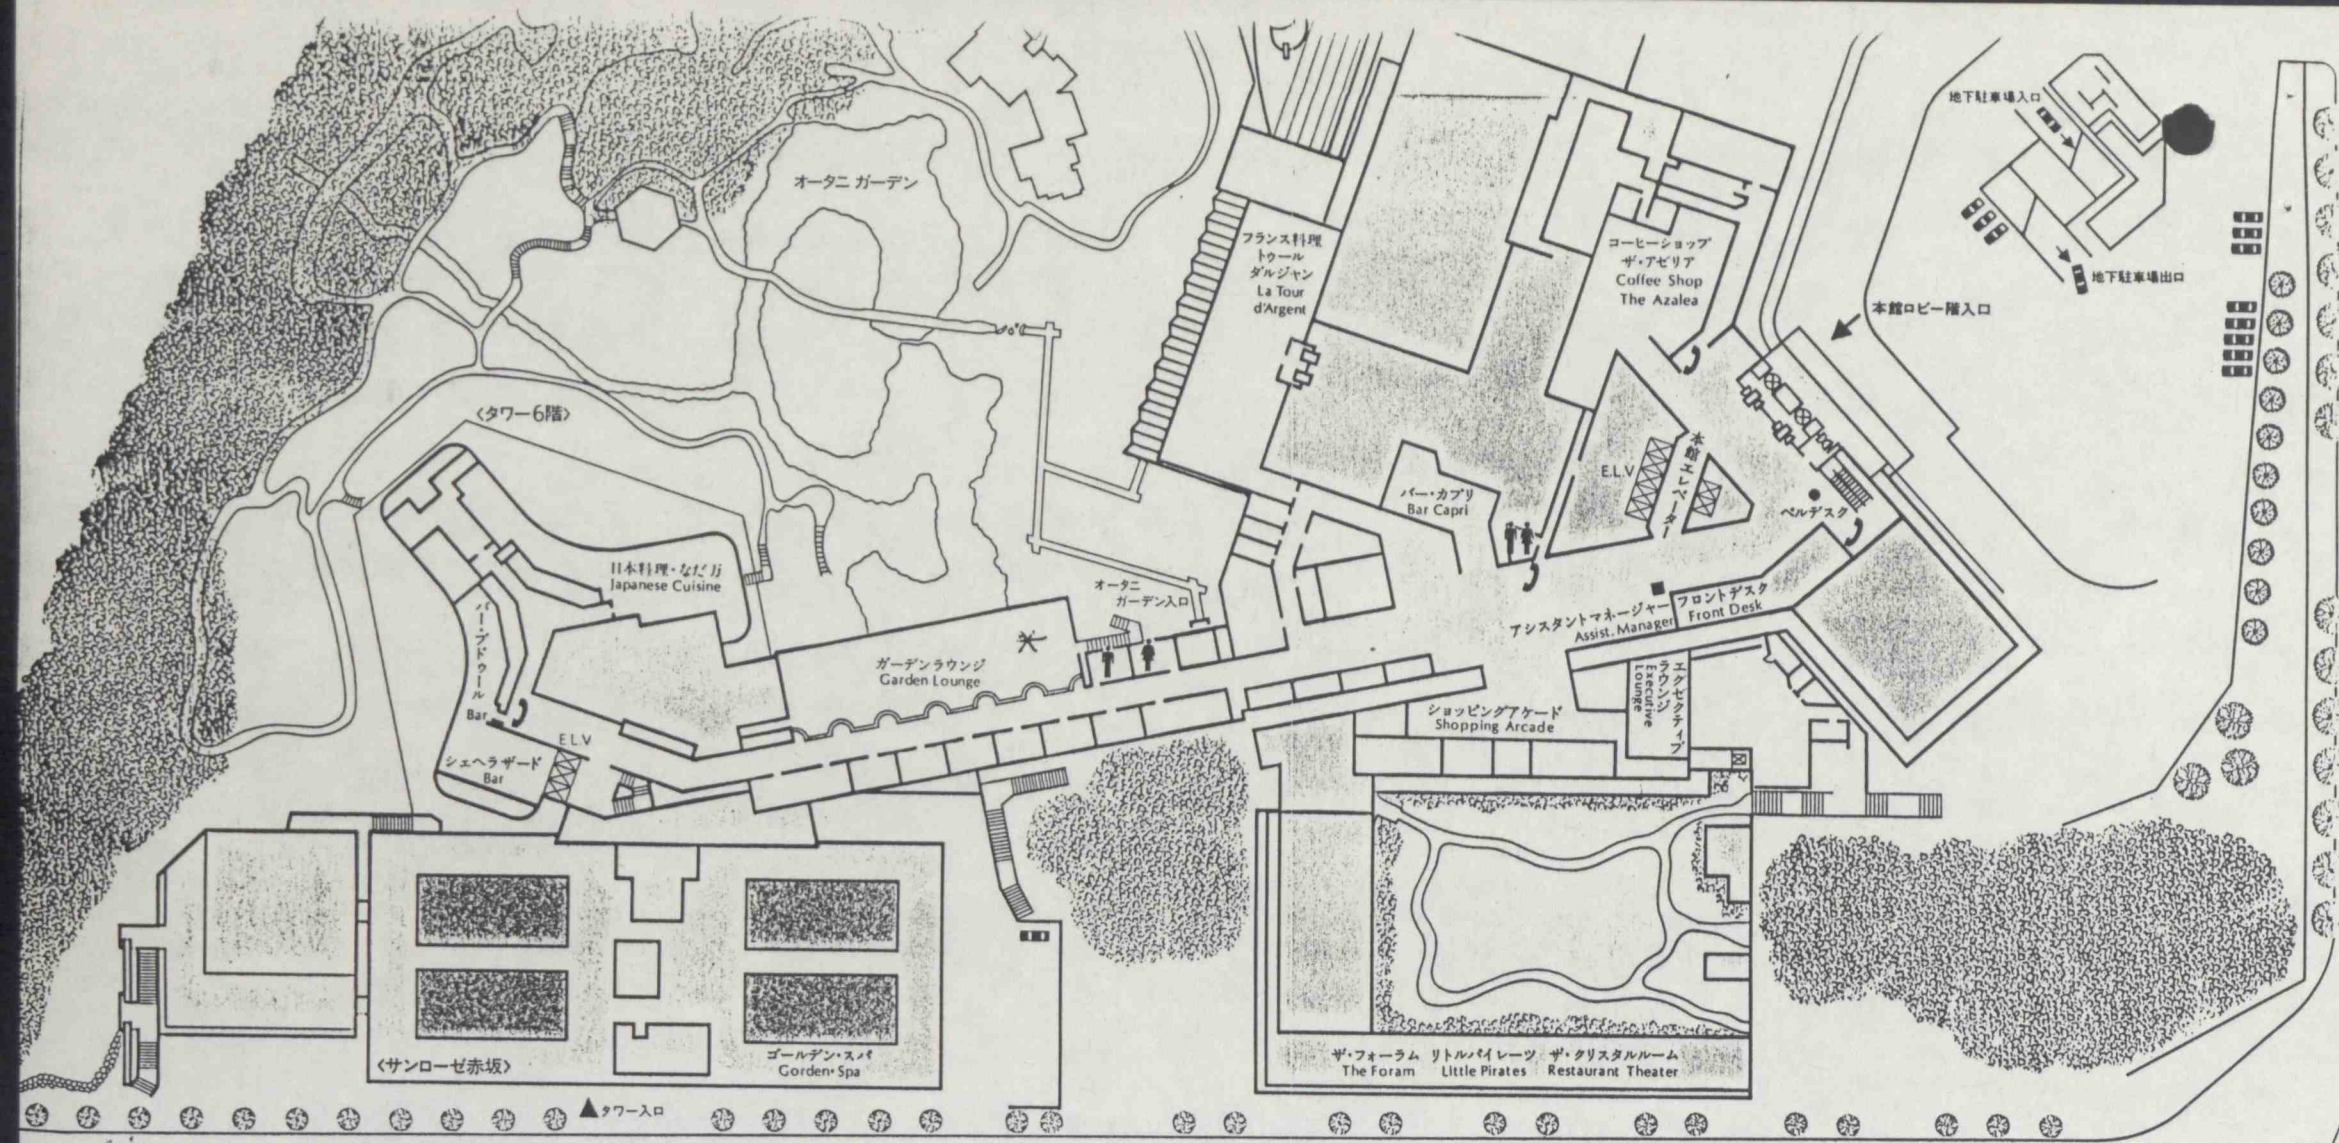 地下駐車場入口
オータニ ガーデン
フランス料理
トゥール
ダルジャン
La Tour
d'Argent
コーヒーショップ
ザ・アゼリア
Coffee Shop
The Azalea
地下駐車場出口
本館ロビー階入口
〈タワー6階〉
本館エレベーター
E.L.V
バー・カプリ
Bar Capri
ベルデスク
日本料理・なだ万
Japanese Cuisine
オータニ
ガーデン入口
アシスタントマネージャー
Assist. Manager
フロントデスク
Front Desk
バー・ブドゥール
Bar
ガーデンラウンジ
Garden Lounge
エグゼクティブ
ラウンジ
Executive
Lounge
ショッピングアケード
Shopping Arcade
E.L.V
シェヘラザード
Bar
〈サンローゼ赤坂〉
ゴールデン・スパ
Gorden・Spa
ザ・フォーラム
The Foram
リトルパイレーツ
Little Pirates
ザ・クリスタルルーム
Restaurant Theater
タワー入口